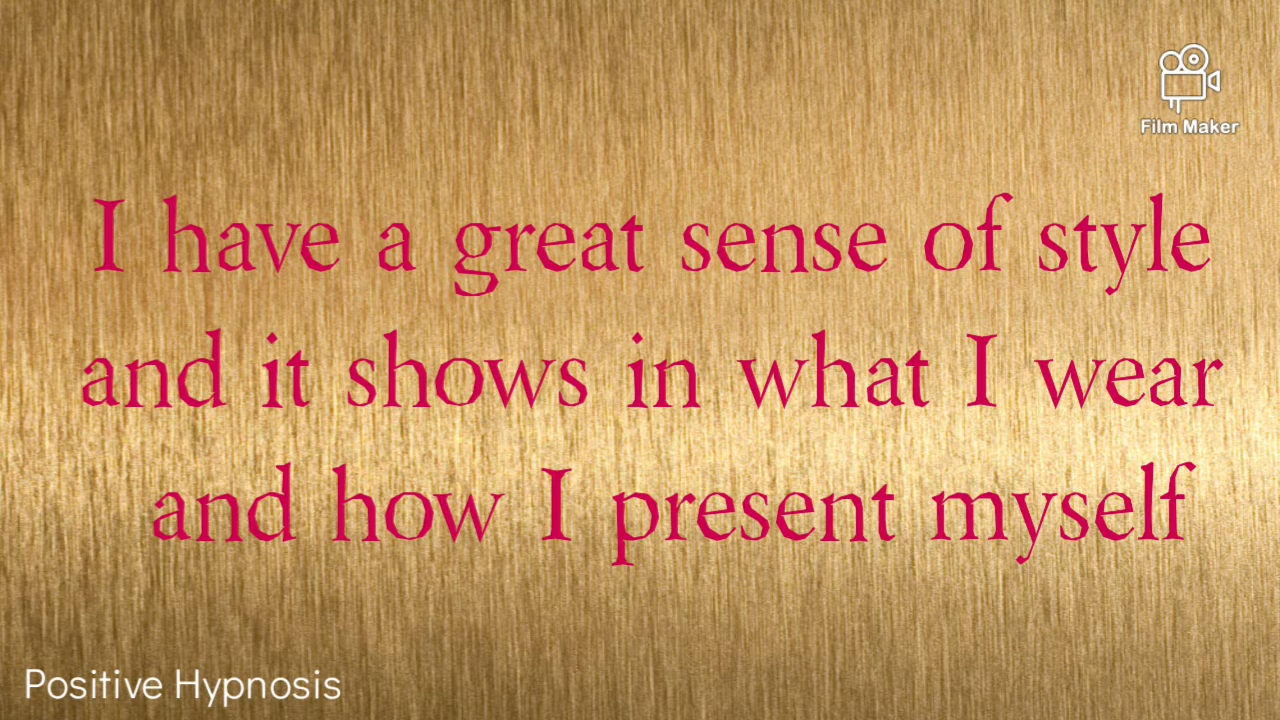 Film Maker
I have a great sense of style
and it shows in what I wear
and how I present myself
Positive Hypnosis